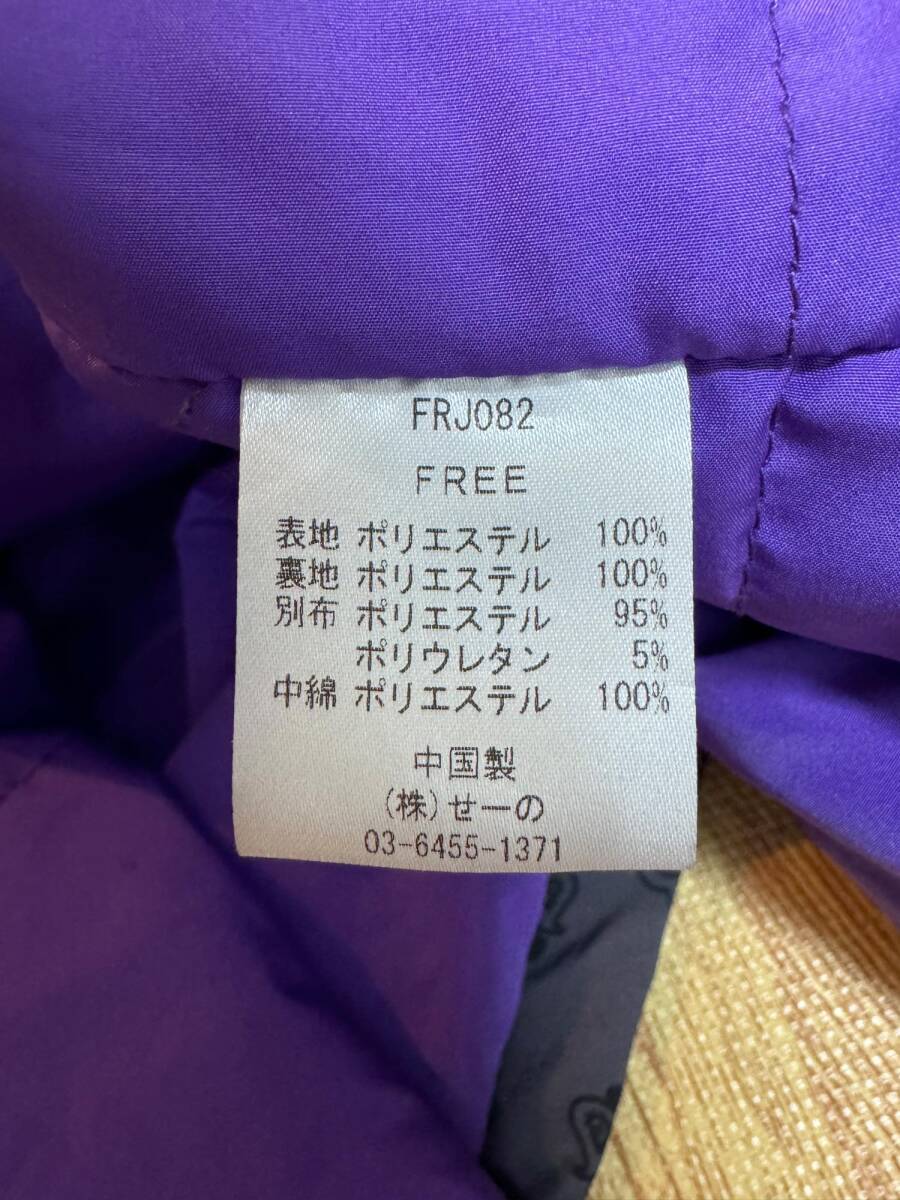 FRJ082
FREE
表地 ポリエステル 100%
裏地 ポリエステル 100%
別布 ポリエステル 95%
ポリウレタン 5%
中綿 ポリエステル 100%
中国製
(株)せーの
03-6455-1371